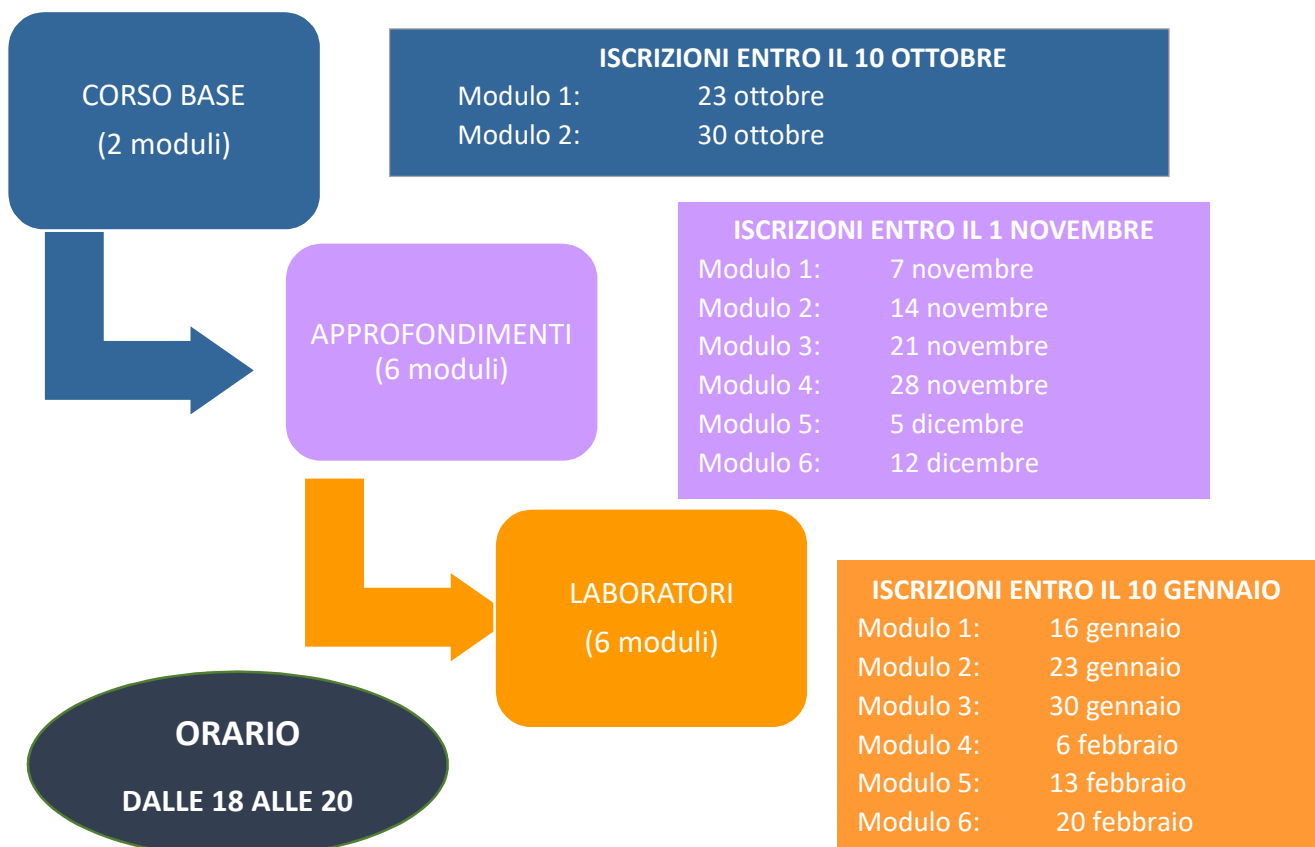 CORSO BASE
(2 moduli)
ISCRIZIONI ENTRO IL 10 OTTOBRE
Modulo 1: 23 ottobre
Modulo 2: 30 ottobre
APPROFONDIMENTI
(6 moduli)
ISCRIZIONI ENTRO IL 1 NOVEMBRE
Modulo 1: 7 novembre
Modulo 2: 14 novembre
Modulo 3: 21 novembre
Modulo 4: 28 novembre
Modulo 5: 5 dicembre
Modulo 6: 12 dicembre
LABORATORI
(6 moduli)
ISCRIZIONI ENTRO IL 10 GENNAIO
Modulo 1: 16 gennaio
Modulo 2: 23 gennaio
Modulo 3: 30 gennaio
Modulo 4: 6 febbraio
Modulo 5: 13 febbraio
Modulo 6: 20 febbraio
ORARIO
DALLE 18 ALLE 20